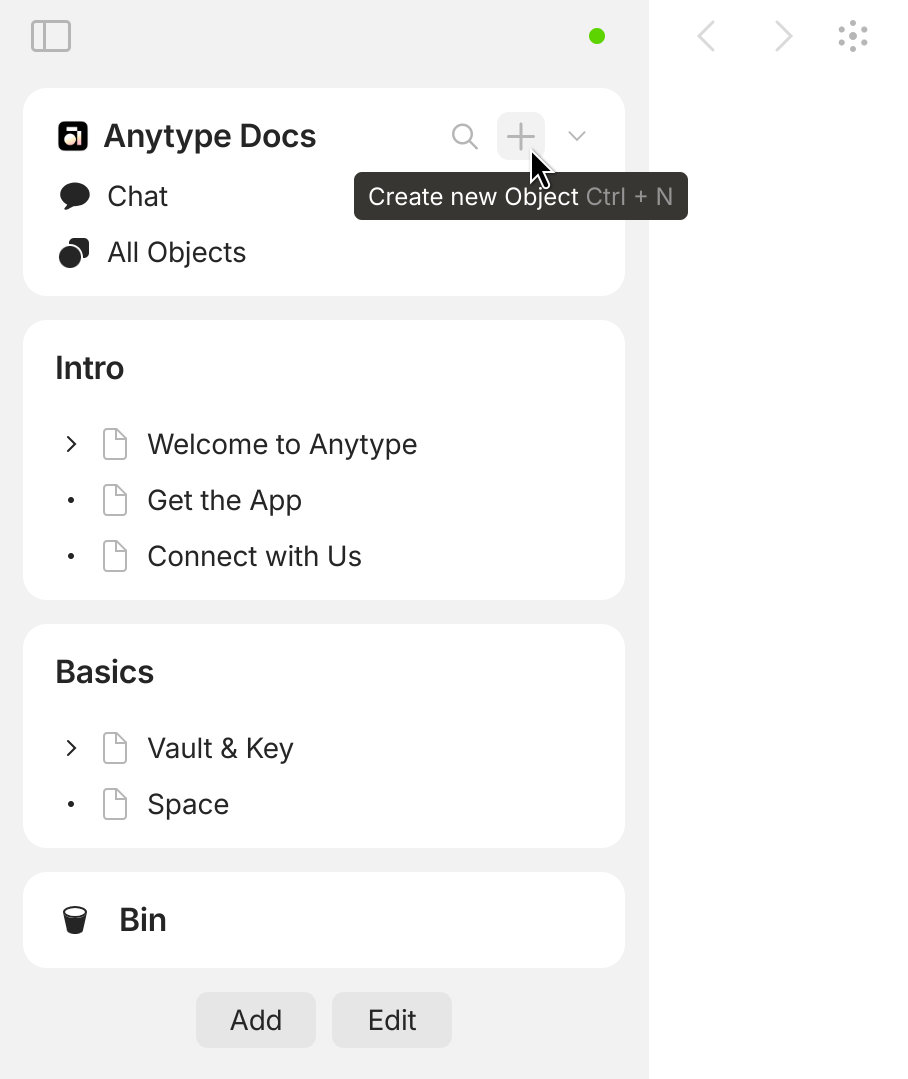 Anytype Docs
Chat
Create new Object Ctrl + N
All Objects
Intro
Welcome to Anytype
Get the App
Connect with Us
Basics
Vault & Key
Space
Bin
Add
Edit